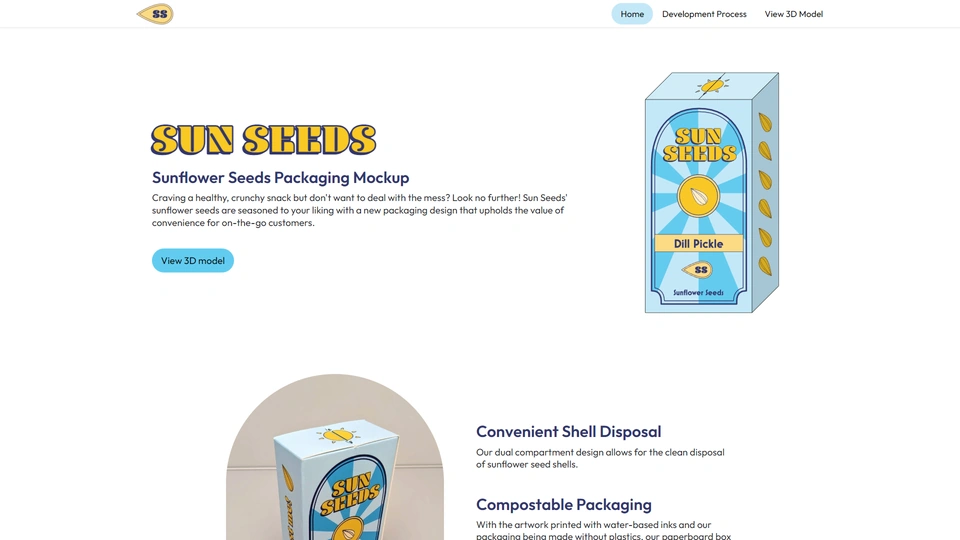 SS
Home
Development Process
View 3D Model
SUN SEEDS
Sunflower Seeds Packaging Mockup
Craving a healthy, crunchy snack but don't want to deal with the mess? Look no further! Sun Seeds'
sunflower seeds are seasoned to your liking with a new packaging design that upholds the value of
convenience for on-the-go customers.
View 3D model
SUN
SEEDS
Dill Pickle
SS
Sunflower Seeds
SUN
SEEDS
Convenient Shell Disposal
Our dual compartment design allows for the clean disposal
of sunflower seed shells.
Compostable Packaging
With the artwork printed with water-based inks and our
packaging being made without plastics, our paperboard box